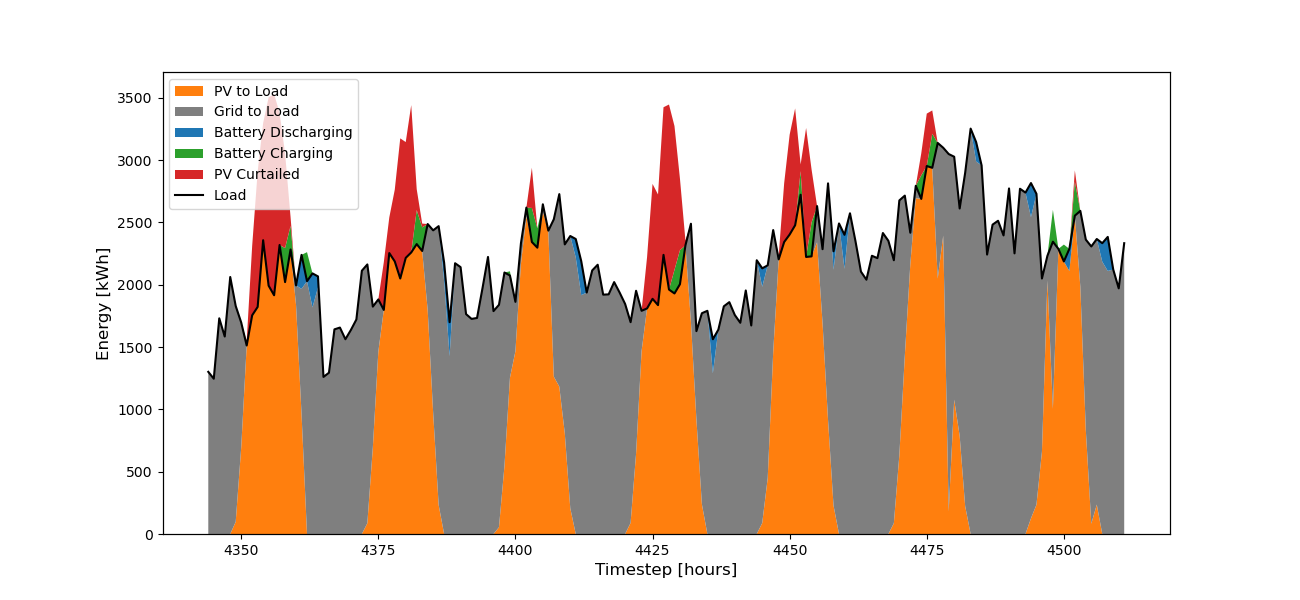 PV to Load
Grid to Load
Battery Discharging
Battery Charging
PV Curtailed
Load
3500
3000
2500
2000
1500
1000
500
0
Energy [kWh]
4350 4375 4400 4425 4450 4475 4500
Timestep [hours]